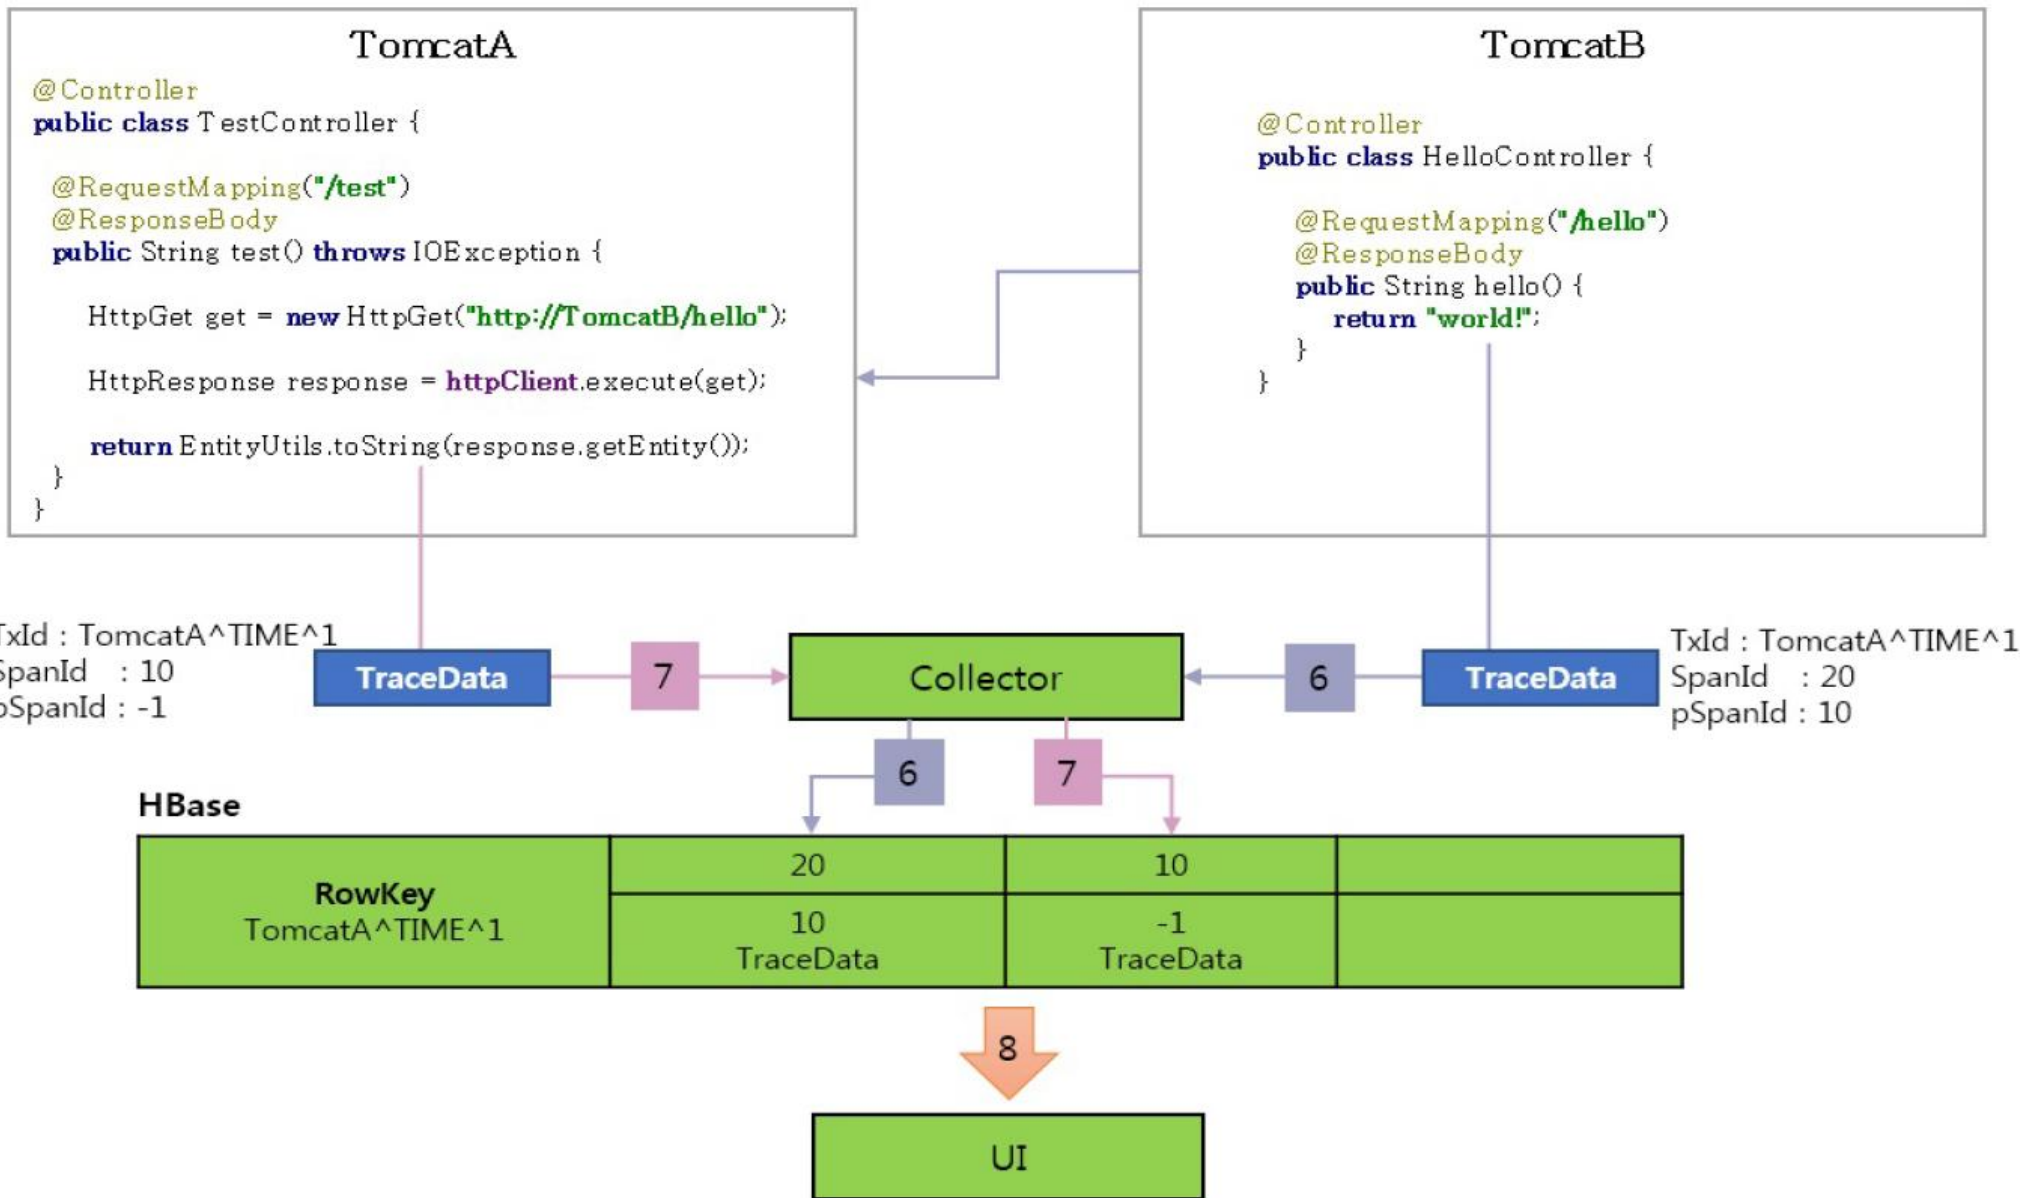 TomcatA
@Controller
public class TestController {
@RequestMapping("/test")
@ResponseBody
public String test() throws IOException {
HttpGet get = new HttpGet("http://TomcatB/hello");
HttpResponse response = httpClient.execute(get);
return EntityUtils.toString(response.getEntity());
}
}
TomcatB
@Controller
public class HelloController {
@RequestMapping("/hello")
@ResponseBody
public String hello() {
return "world!";
}
}
TxId : TomcatA^TIME^1
SpanId : 10
pSpanId : -1
TraceData
7
Collector
6
TraceData
TxId : TomcatA^TIME^1
SpanId : 20
pSpanId : 10
6
7
HBase
RowKey
TomcatA^TIME^1
20
10
10
TraceData
-1
TraceData
8
UI